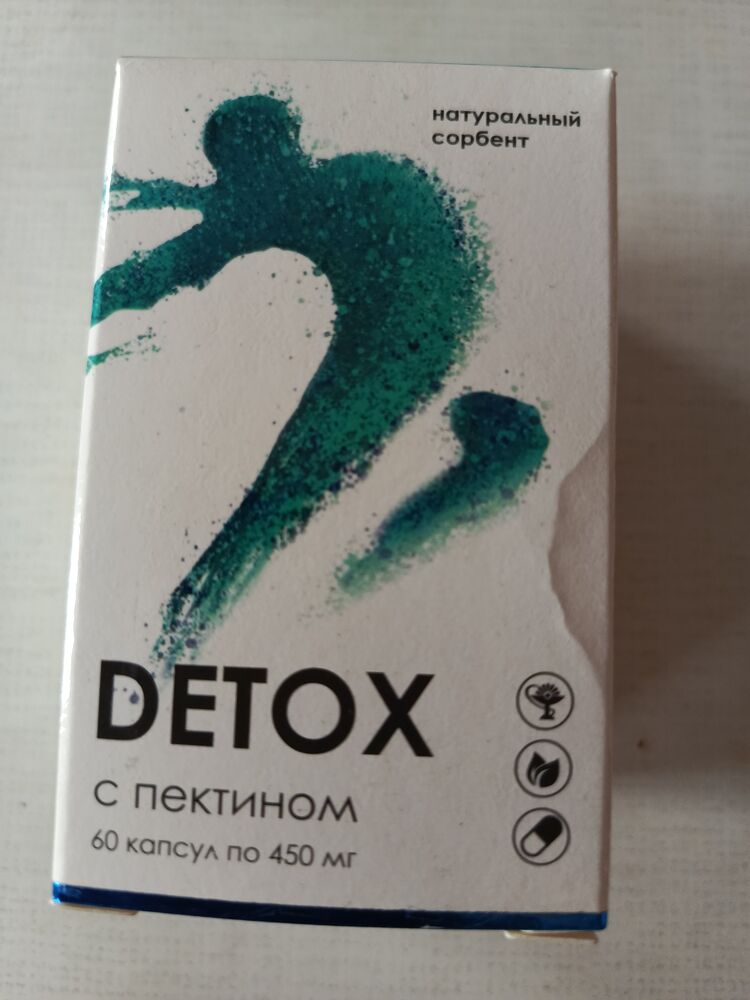 натуральный
сорбент
DETOX
с пектином
60 капсул по 450 мг